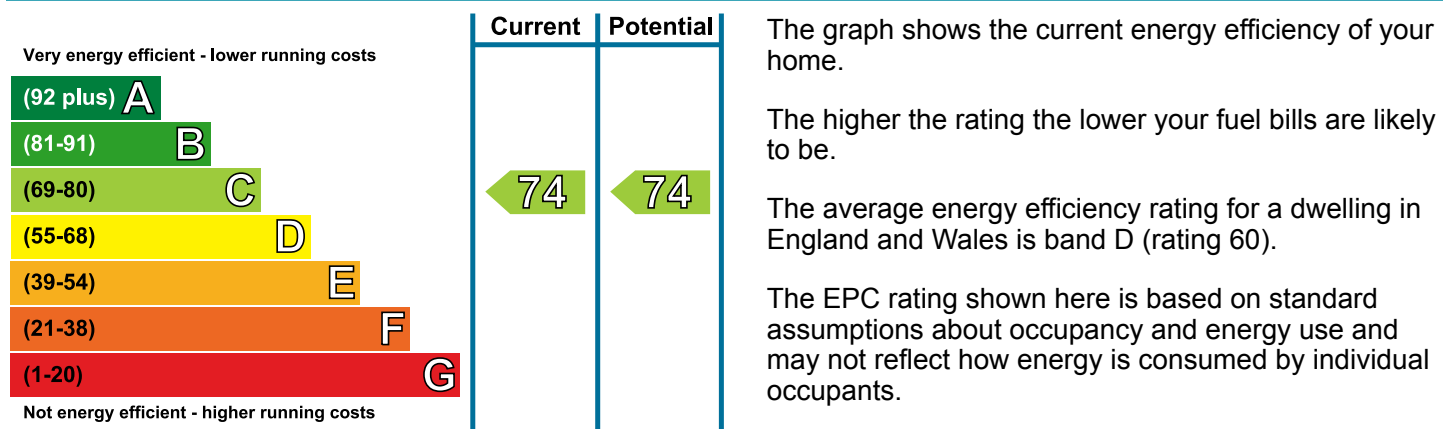 Current Potential
Very energy efficient - lower running costs
(92 plus) A
(81-91) B
(69-80) C
74 74
(55-68) D
(39-54) E
(21-38) F
(1-20) G
Not energy efficient - higher running costs
The graph shows the current energy efficiency of your
home.
The higher the rating the lower your fuel bills are likely
to be.
The average energy efficiency rating for a dwelling in
England and Wales is band D (rating 60).
The EPC rating shown here is based on standard
assumptions about occupancy and energy use and
may not reflect how energy is consumed by individual
occupants.